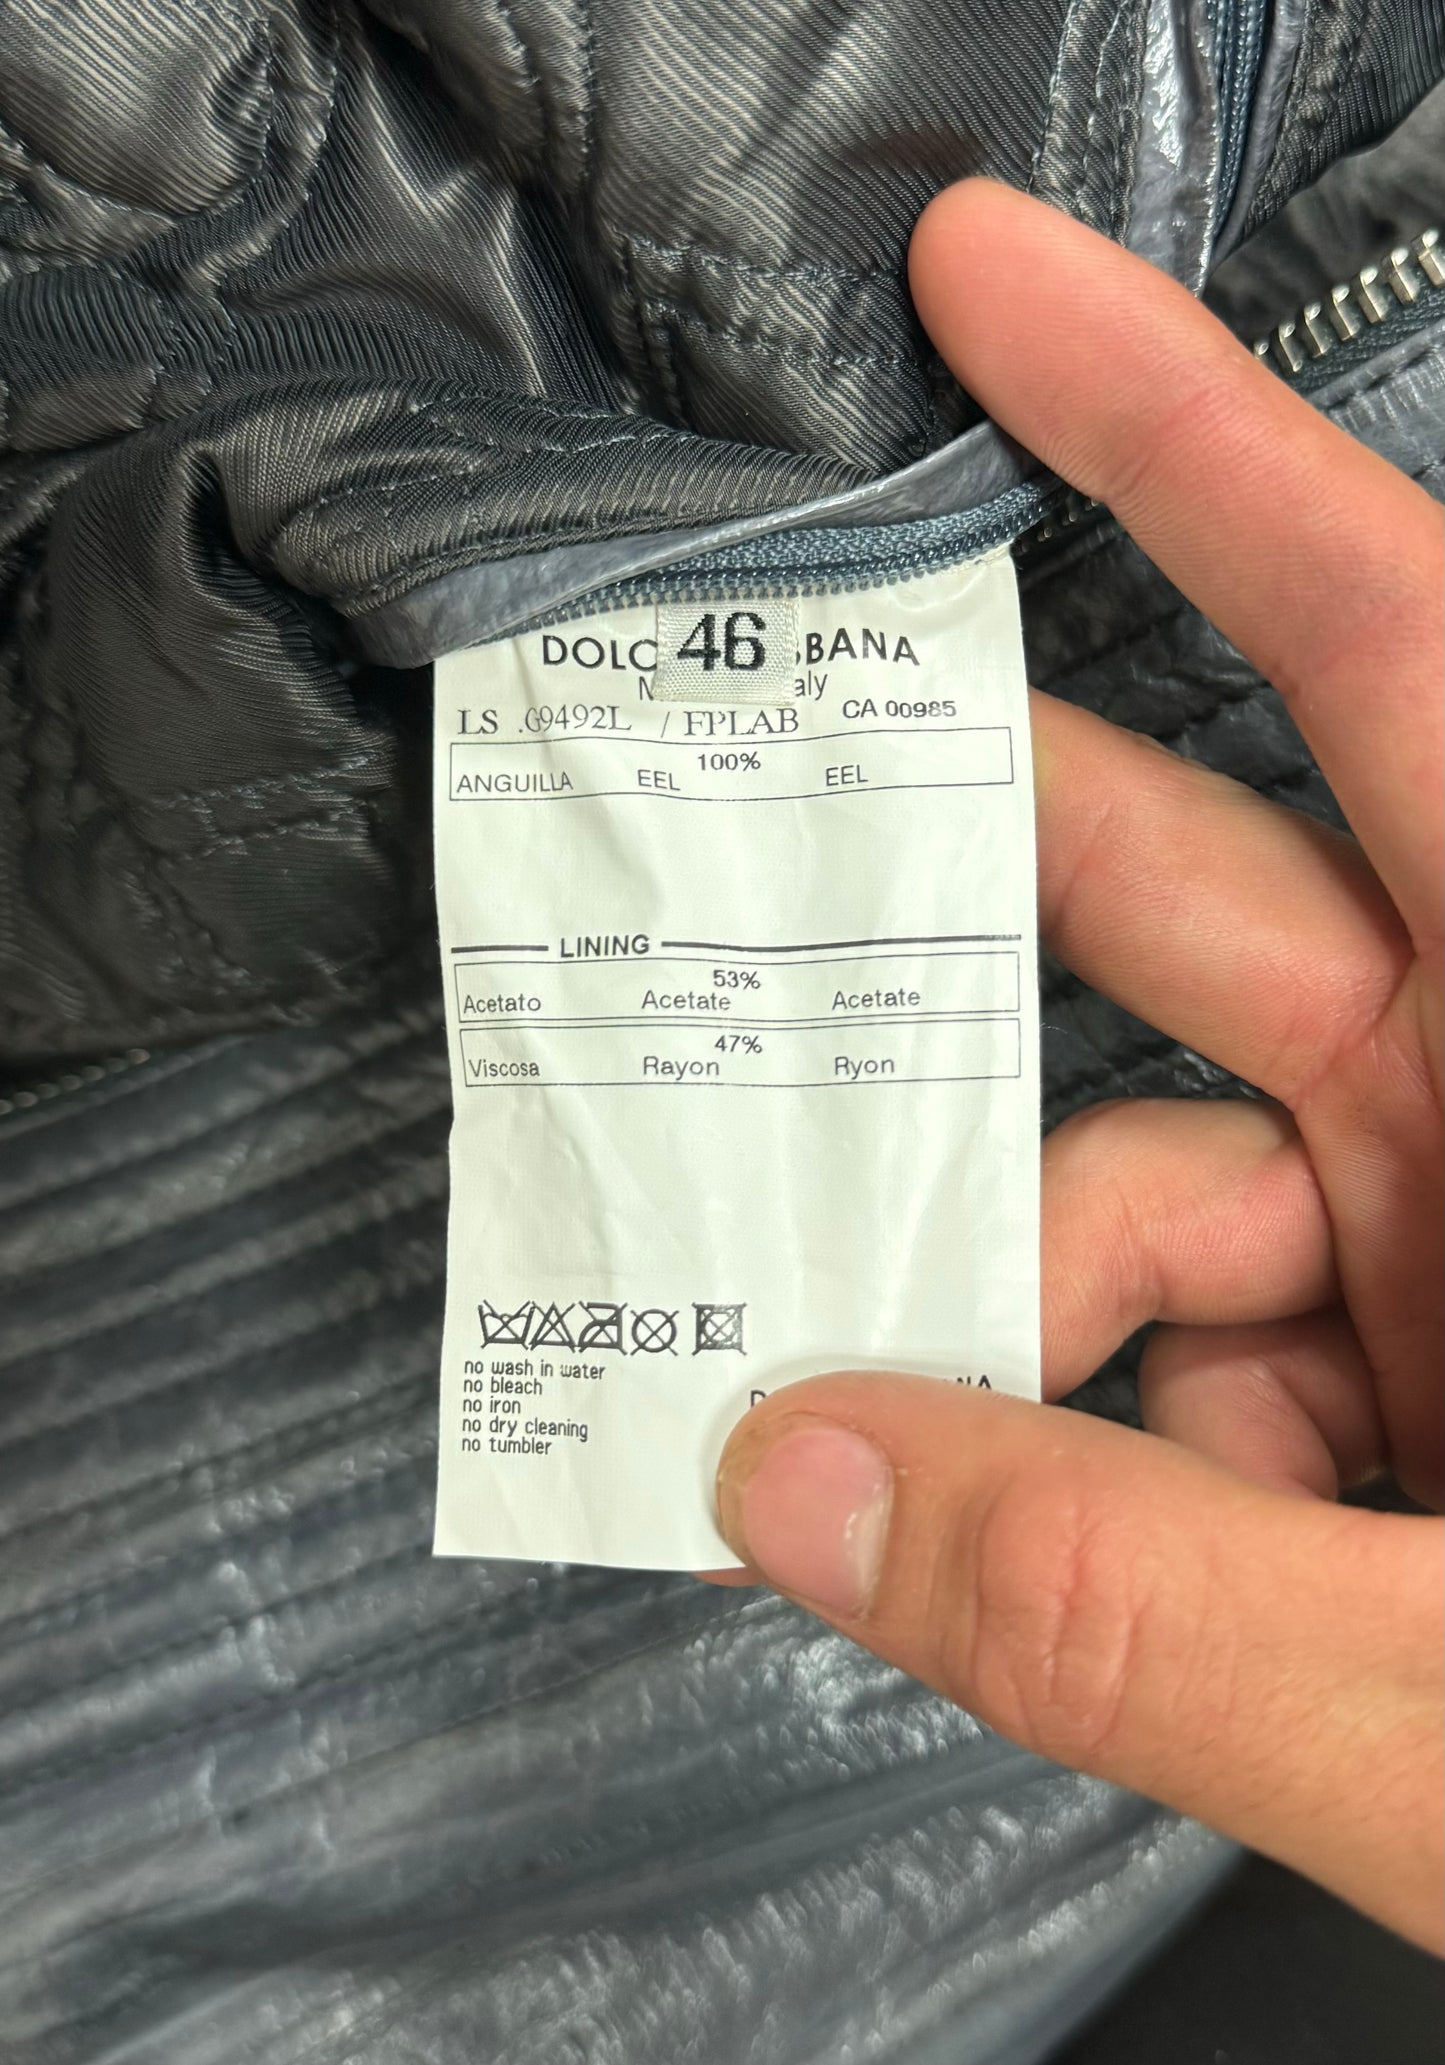 46
DOLC BBANA
aly
LS .G9492L / FPLAB CA 00985
100%
ANGUILLA EEL EEL
LINING
53%
Acetato Acetate Acetate
47%
Viscosa Rayon Ryon
no wash in water
no bleach
no iron
no dry cleaning
no tumbler